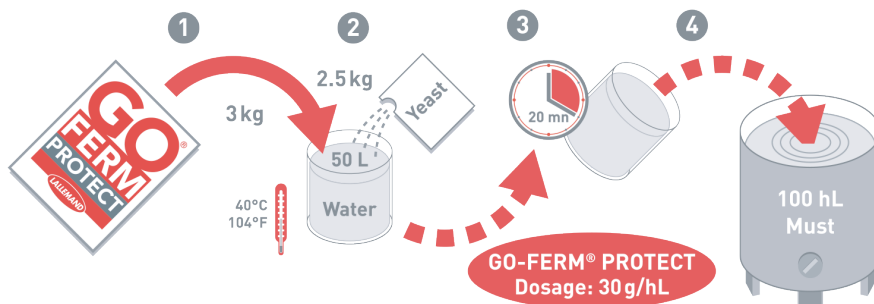 1
2
3
4
GO
FERM®
PROTECT
LALLEMAND
3 kg
2.5 kg
Yeast
50 L
Water
40°C
104°F
20 mn
100 hL
Must
GO-FERM® PROTECT
Dosage: 30 g/hL